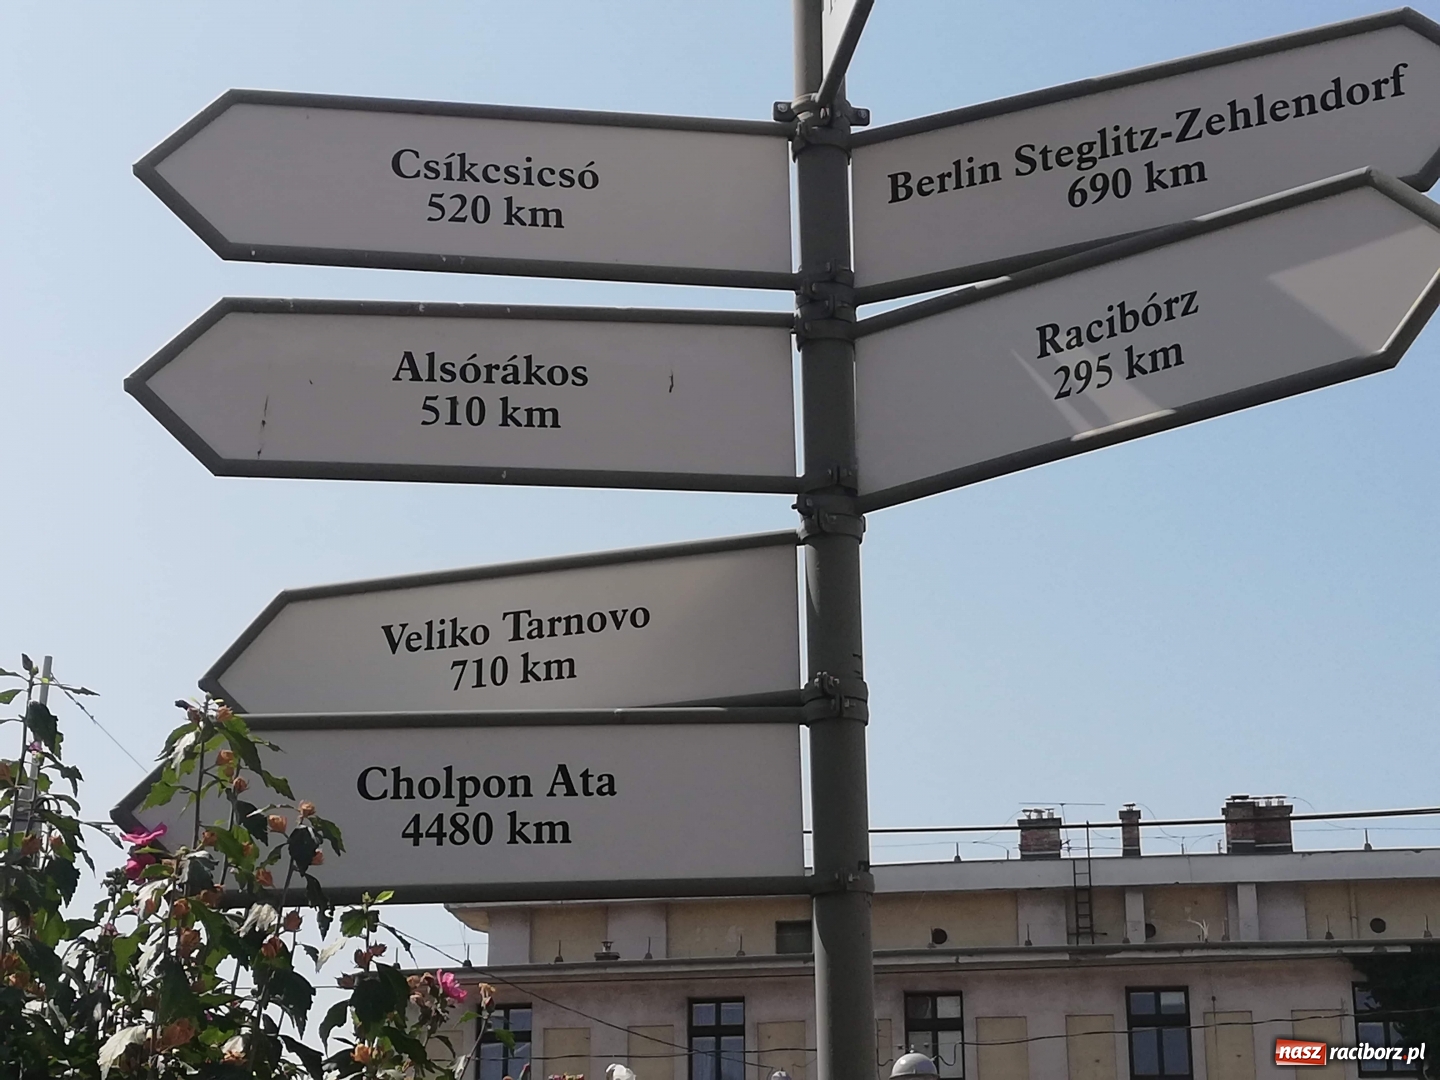 Csíkcsicsó
520 km
Berlin Steglitz-Zehlendorf
690 km
Alsórákos
510 km
Racibórz
295 km
Veliko Tarnovo
710 km
Cholpon Ata
4480 km
nasz raciborz.pl